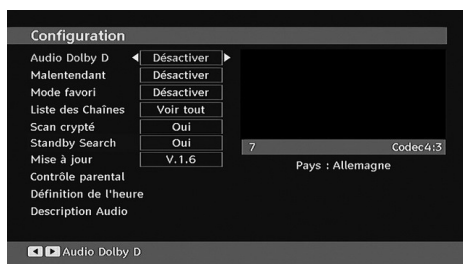 Configuration
Audio Dolby D Désactiver
Malentendant Désactiver
Mode favori Désactiver
Liste des Chaînes Voir tout
Scan crypté Oui
Standby Search Oui
Mise à jour V.1.6
Contrôle parental
Définition de l'heure
Description Audio
7 Codec4:3
Pays : Allemagne
Audio Dolby D